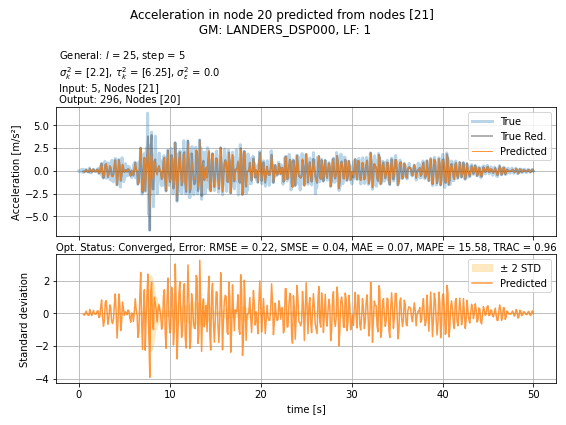 Acceleration in node 20 predicted from nodes [21]
GM: LANDERS_DSP000, LF: 1
General: l = 25, step = 5
σ²ₖ = [2.2], τ²ₖ = [6.25], σ²ε = 0.0
Input: 5, Nodes [21]
Output: 296, Nodes [20]
Acceleration [m/s²]
5.0
2.5
0.0
−2.5
−5.0
True
True Red.
Predicted
Opt. Status: Converged, Error: RMSE = 0.22, SMSE = 0.04, MAE = 0.07, MAPE = 15.58, TRAC = 0.96
Standard deviation
2
0
−2
−4
± 2 STD
Predicted
0 10 20 30 40 50
time [s]